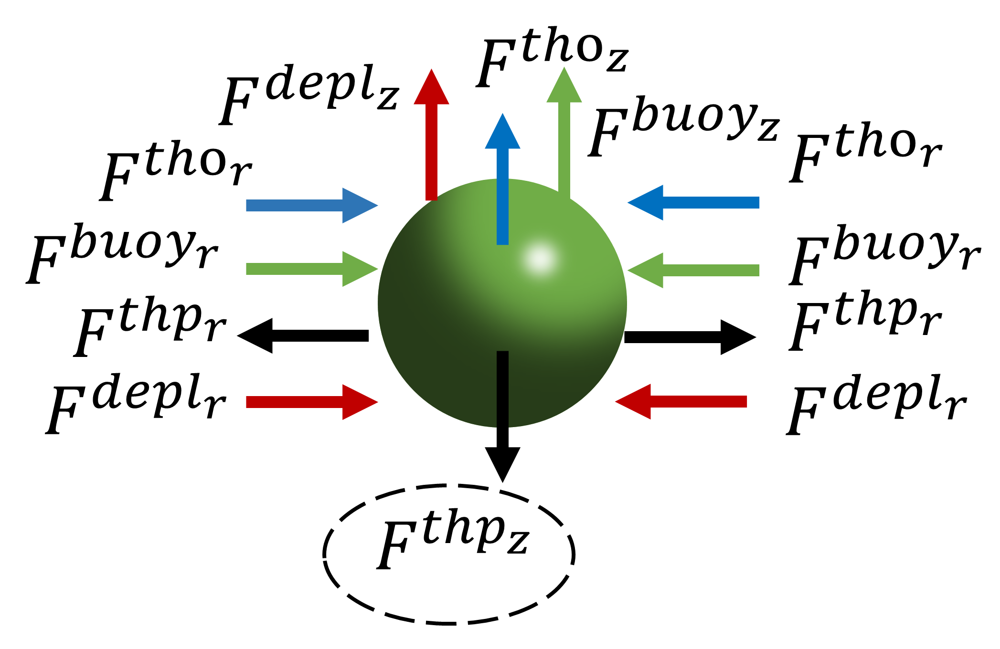 F^{tho_z}
F^{depl_z}
F^{buoy_z}
F^{tho_r}
F^{tho_r}
F^{buoy_r}
F^{buoy_r}
F^{thp_r}
F^{thp_r}
F^{depl_r}
F^{depl_r}
F^{thp_z}